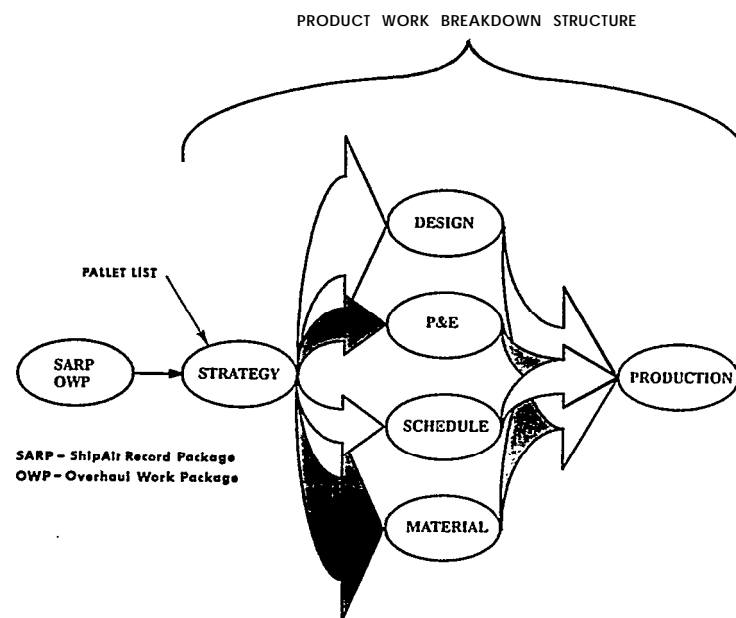 PRODUCT WORK BREAKDOWN STRUCTURE
DESIGN
PALLET LIST
P&E
SARP
OWP
STRATEGY
PRODUCTION
SCHEDULE
SARP – ShipAir Record Package
OWP – Overhaul Work Package
MATERIAL